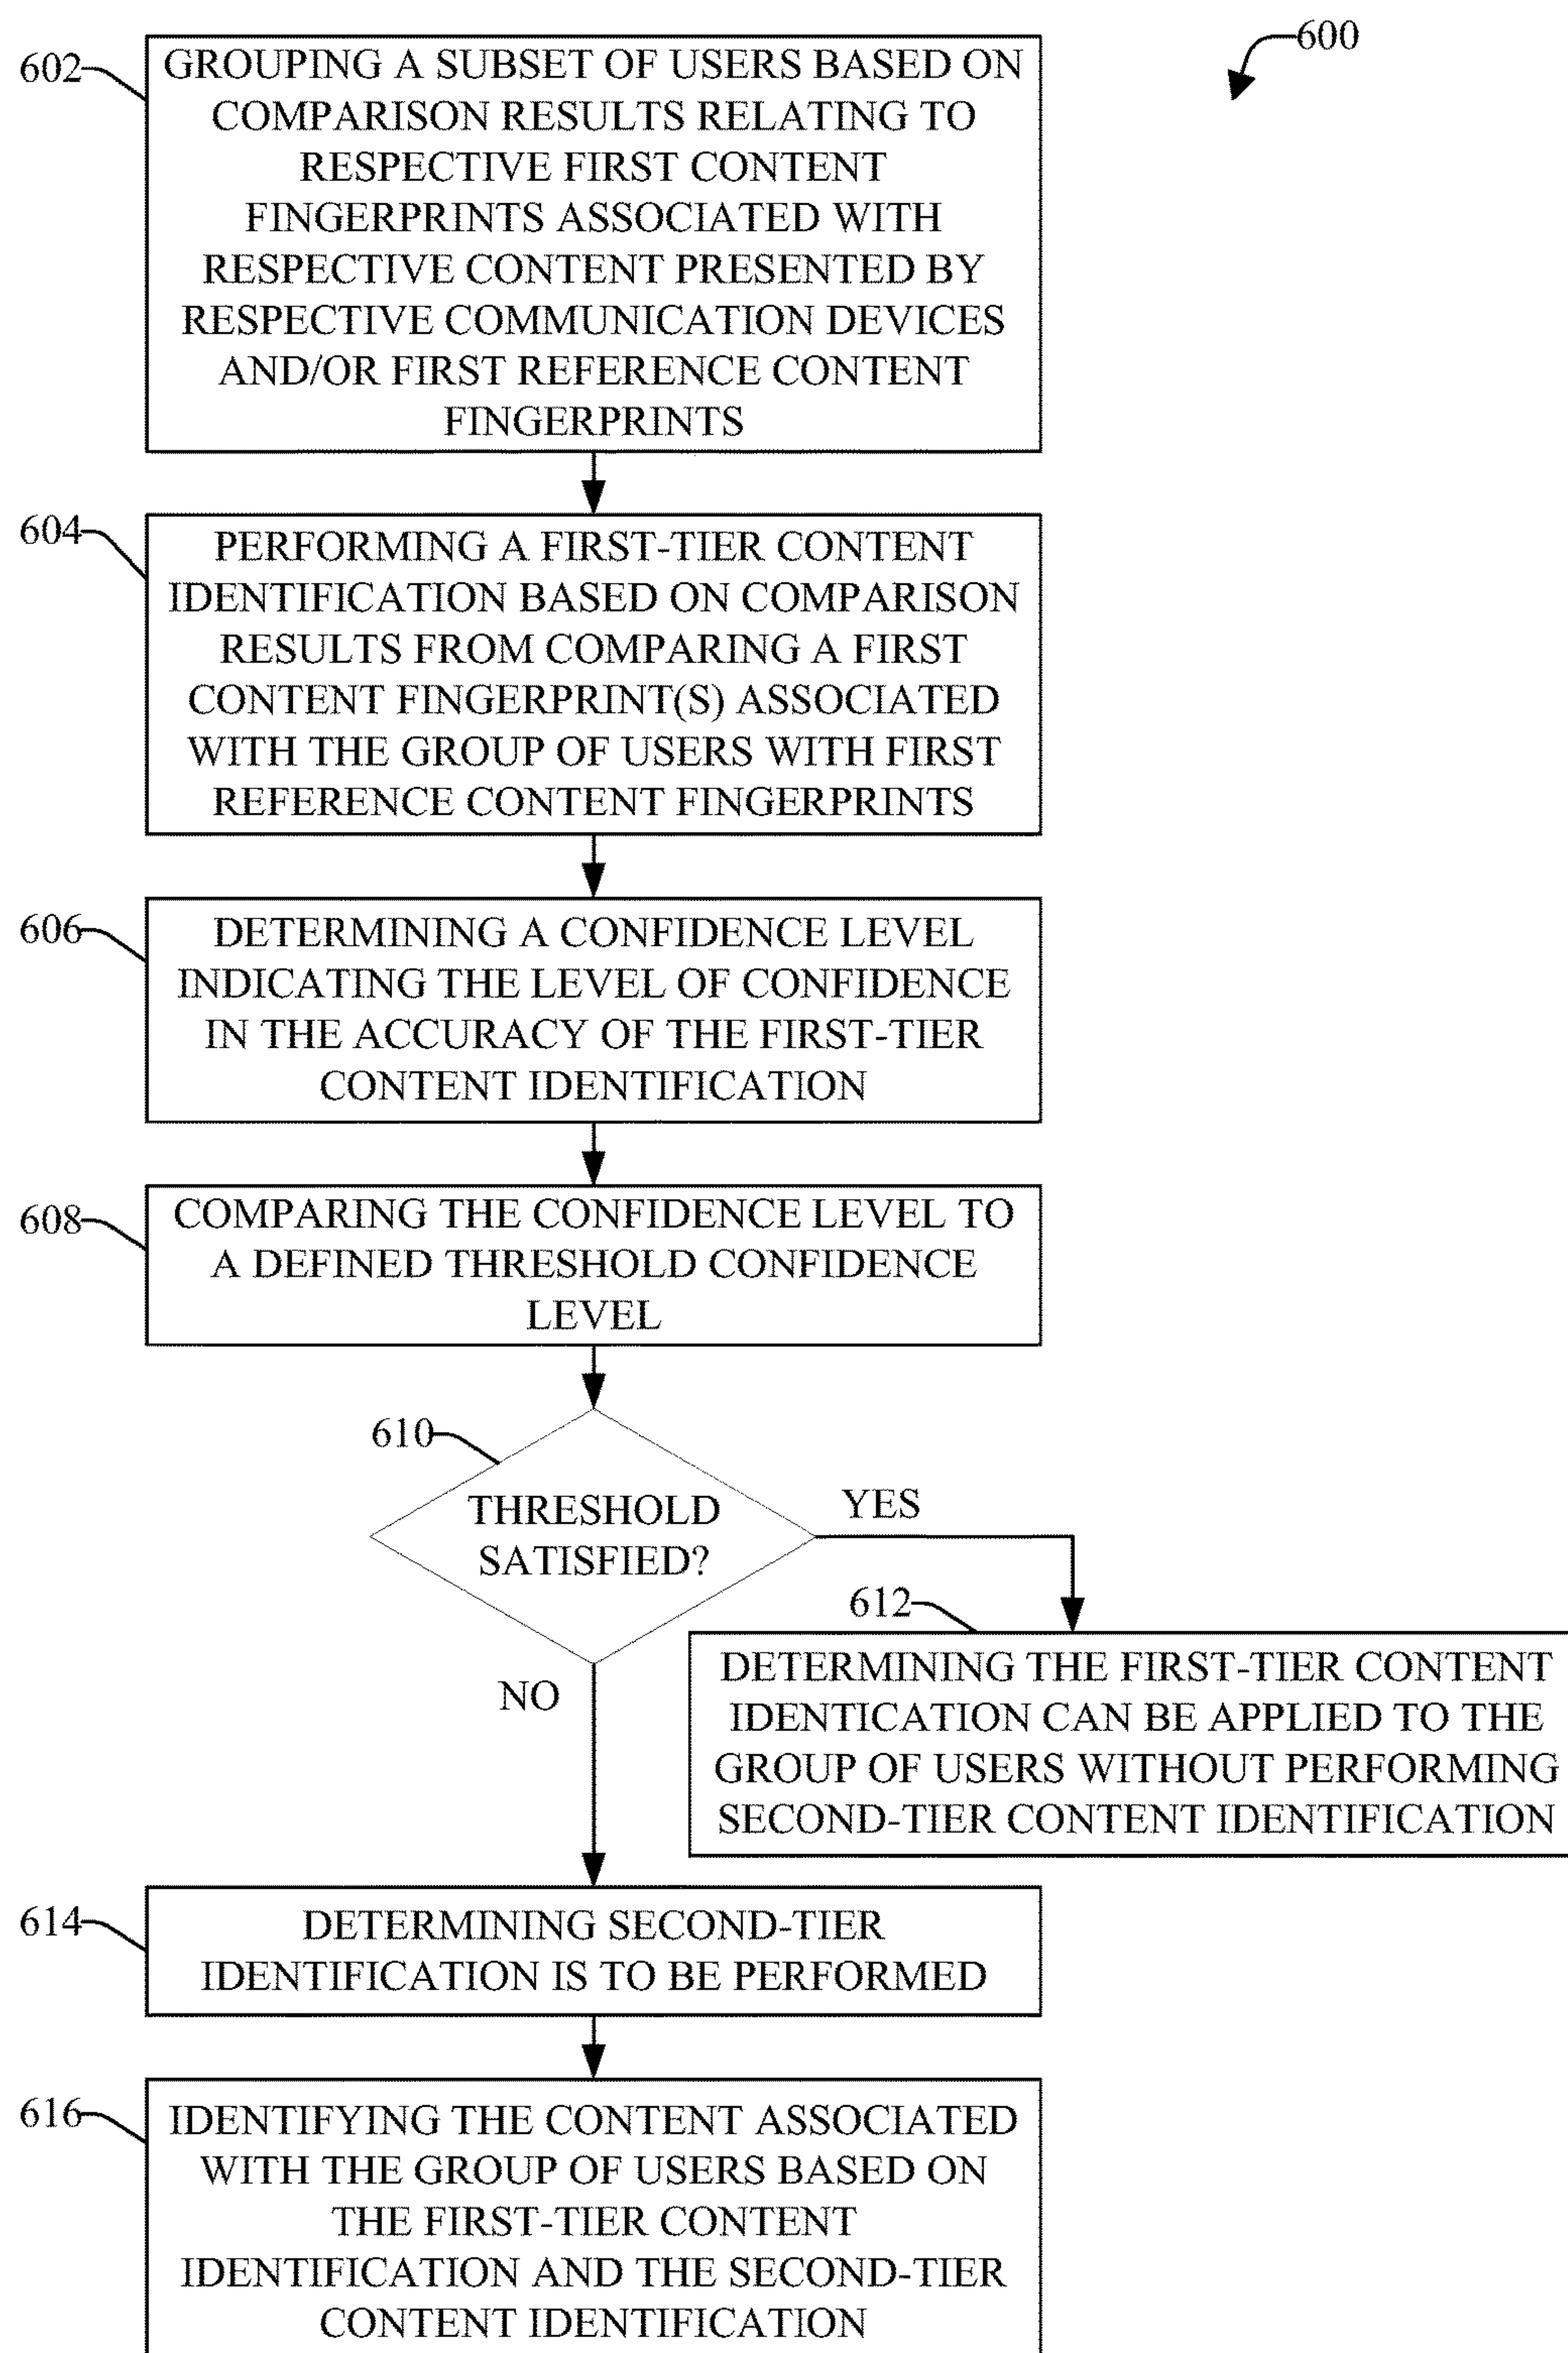 600
602
GROUPING A SUBSET OF USERS BASED ON
COMPARISON RESULTS RELATING TO
RESPECTIVE FIRST CONTENT
FINGERPRINTS ASSOCIATED WITH
RESPECTIVE CONTENT PRESENTED BY
RESPECTIVE COMMUNICATION DEVICES
AND/OR FIRST REFERENCE CONTENT
FINGERPRINTS
604
PERFORMING A FIRST-TIER CONTENT
IDENTIFICATION BASED ON COMPARISON
RESULTS FROM COMPARING A FIRST
CONTENT FINGERPRINT(S) ASSOCIATED
WITH THE GROUP OF USERS WITH FIRST
REFERENCE CONTENT FINGERPRINTS
606
DETERMINING A CONFIDENCE LEVEL
INDICATING THE LEVEL OF CONFIDENCE
IN THE ACCURACY OF THE FIRST-TIER
CONTENT IDENTIFICATION
608
COMPARING THE CONFIDENCE LEVEL TO
A DEFINED THRESHOLD CONFIDENCE
LEVEL
610
THRESHOLD
SATISFIED?
YES
612
DETERMINING THE FIRST-TIER CONTENT
IDENTICATION CAN BE APPLIED TO THE
GROUP OF USERS WITHOUT PERFORMING
SECOND-TIER CONTENT IDENTIFICATION
NO
614
DETERMINING SECOND-TIER
IDENTIFICATION IS TO BE PERFORMED
616
IDENTIFYING THE CONTENT ASSOCIATED
WITH THE GROUP OF USERS BASED ON
THE FIRST-TIER CONTENT
IDENTIFICATION AND THE SECOND-TIER
CONTENT IDENTIFICATION